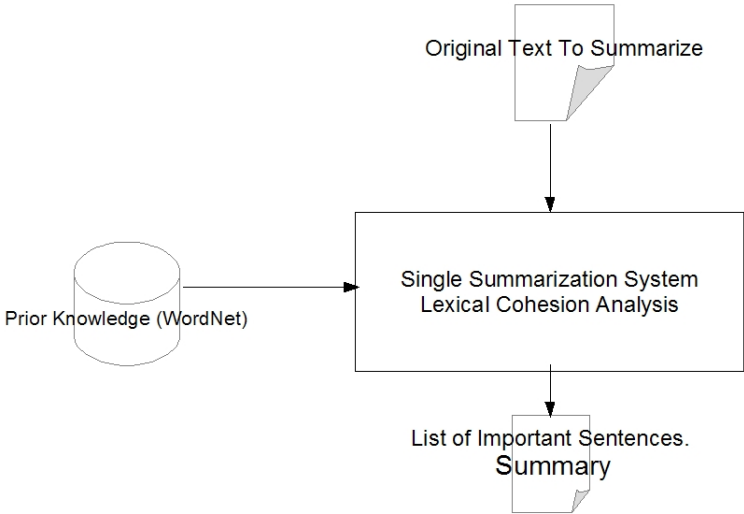 Original Text To Summarize
Single Summarization System
Lexical Cohesion Analysis
Prior Knowledge (WordNet)
List of Important Sentences.
Summary